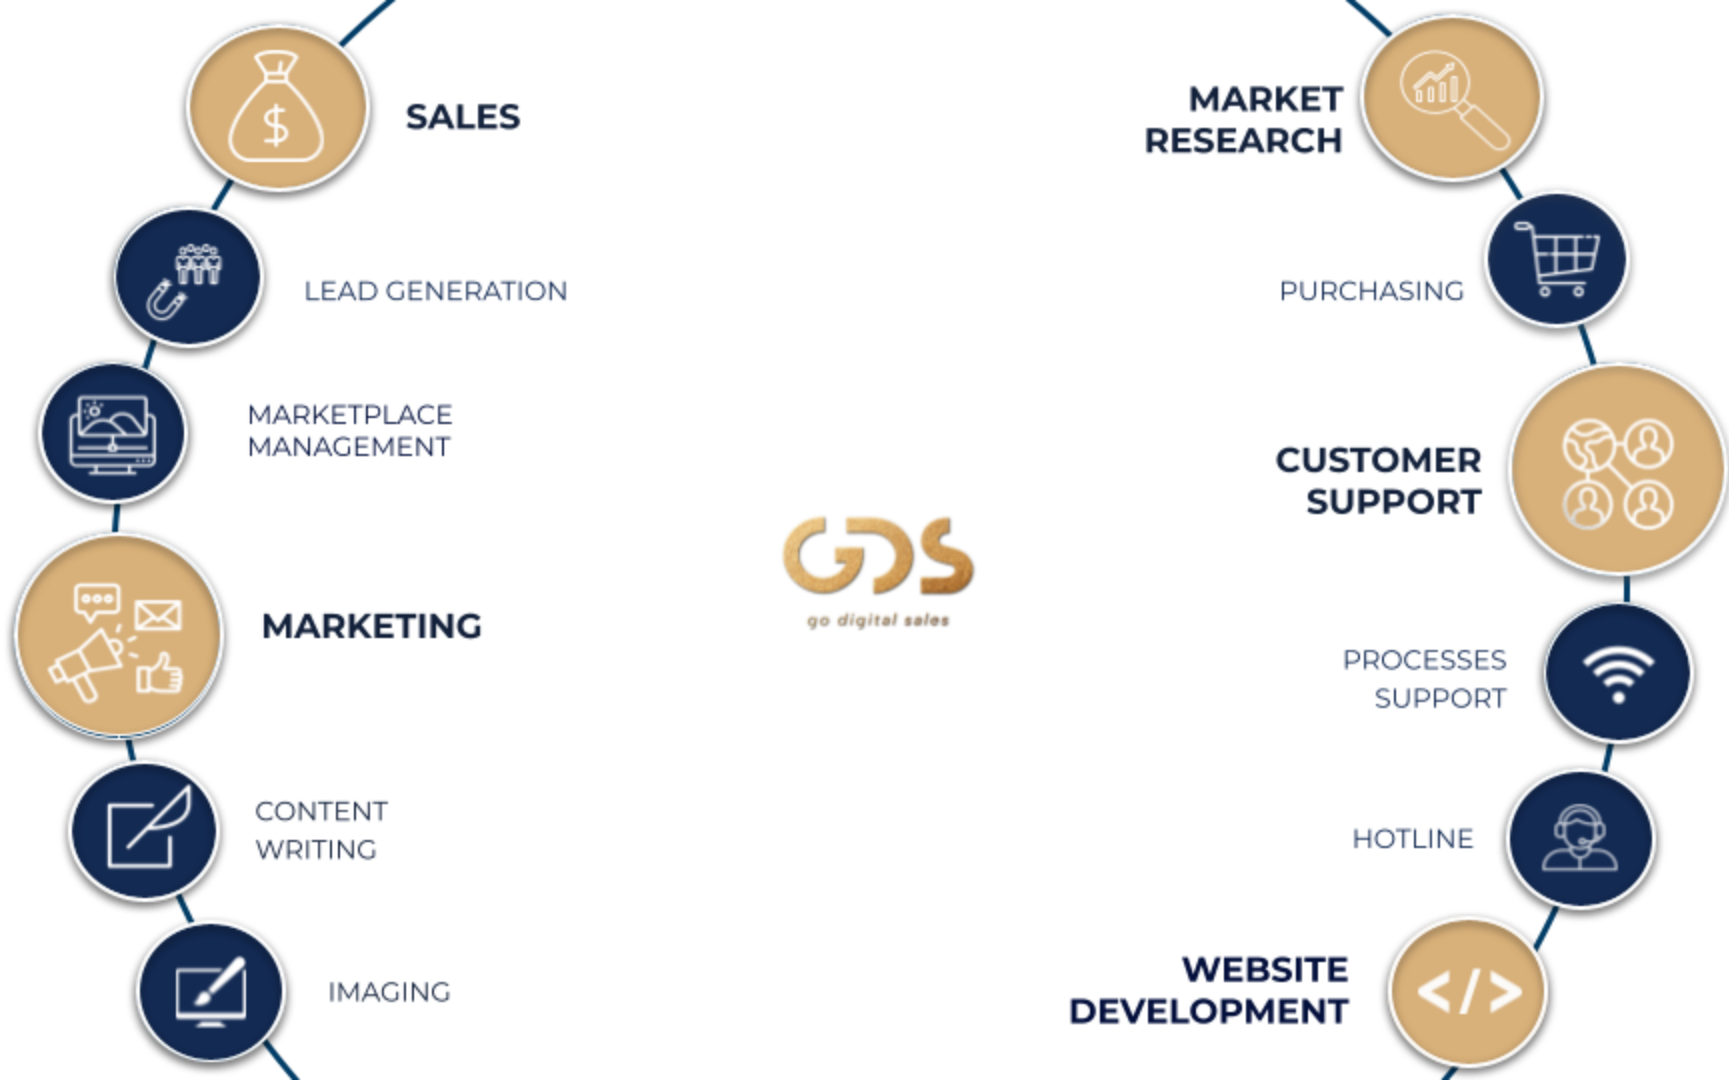 SALES
LEAD GENERATION
MARKETPLACE
MANAGEMENT
MARKETING
CONTENT
WRITING
IMAGING
GDS
go digital sales
MARKET
RESEARCH
PURCHASING
CUSTOMER
SUPPORT
PROCESSES
SUPPORT
HOTLINE
WEBSITE
DEVELOPMENT
$
</>